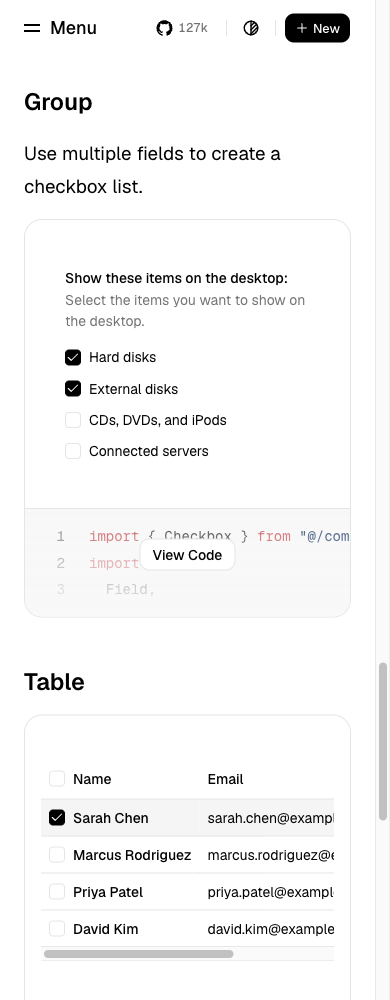 Menu
127k
New
Group
Use multiple fields to create a
checkbox list.
Show these items on the desktop:
Select the items you want to show on
the desktop.
Hard disks
External disks
CDs, DVDs, and iPods
Connected servers
1 import { Checkbox } from "@/com
View Code
2 import
3 Field,
Table
Name Email
Sarah Chen sarah.chen@exampl
Marcus Rodriguez marcus.rodriguez@e
Priya Patel priya.patel@exampl
David Kim david.kim@example